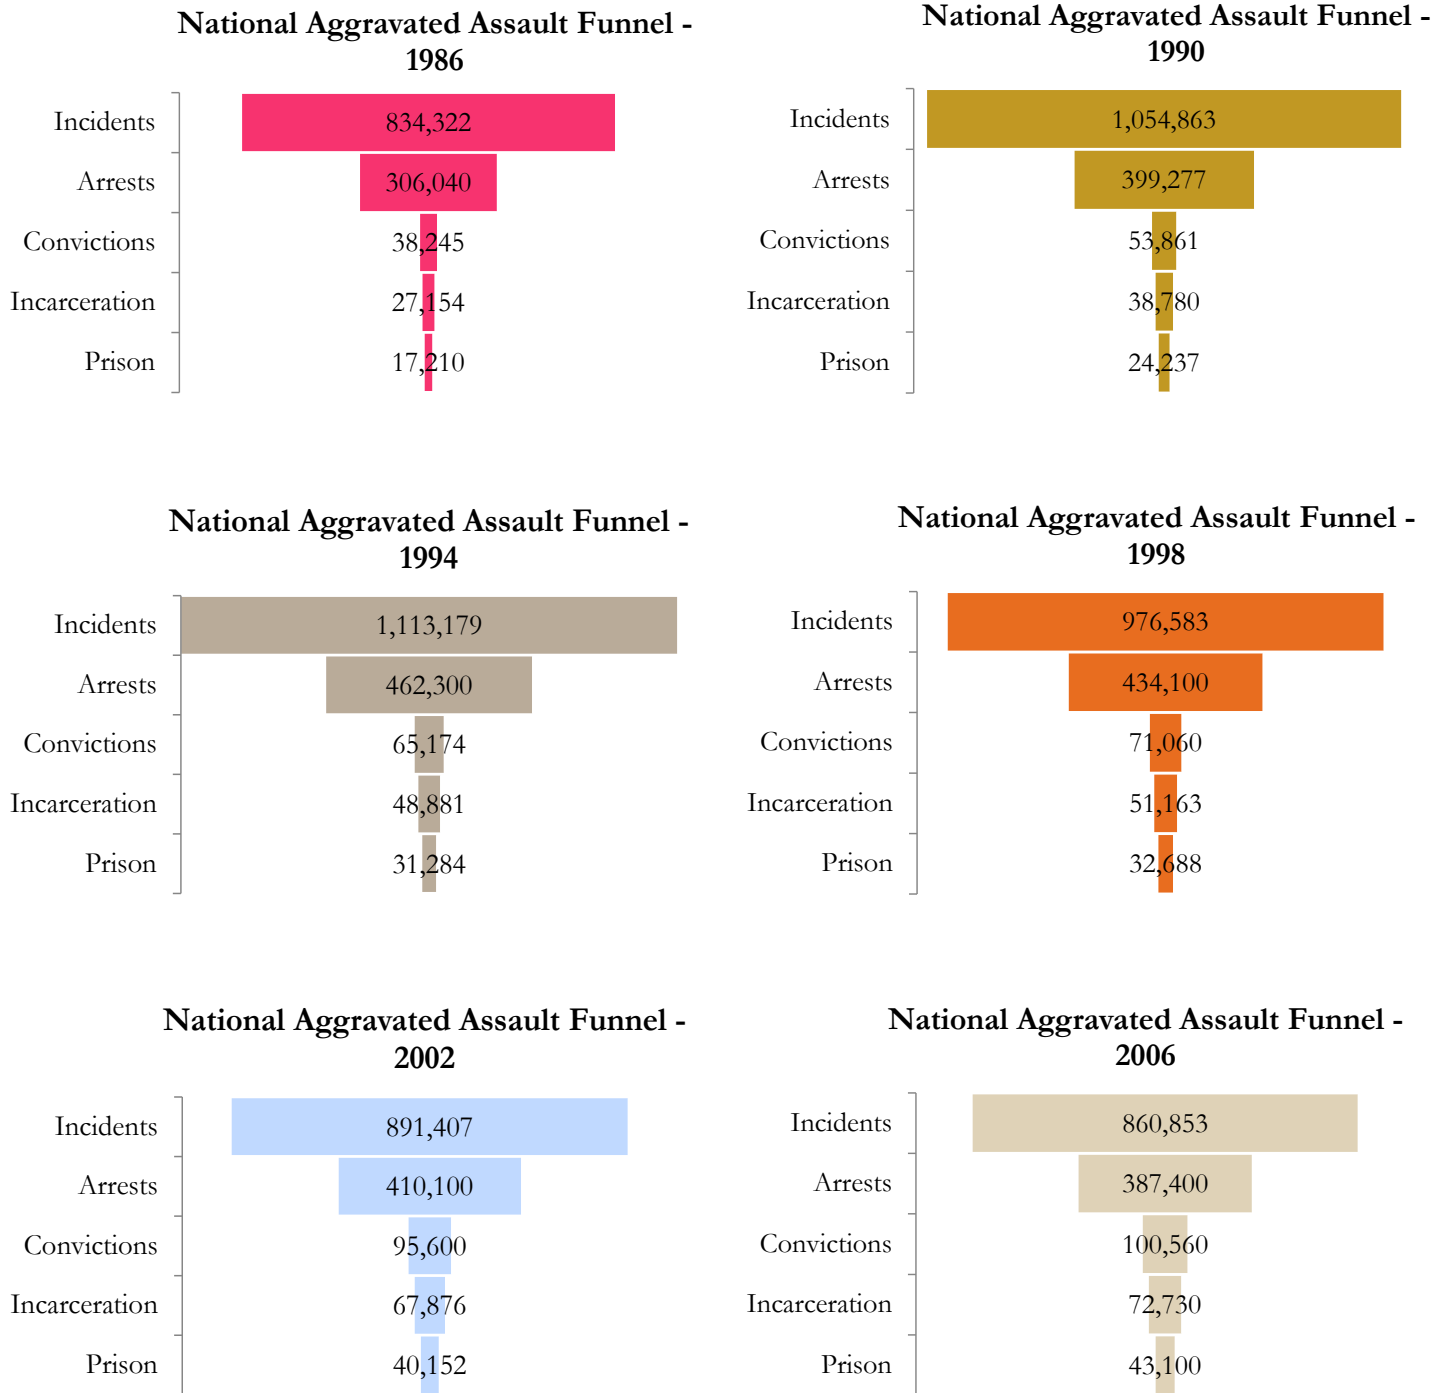 National Aggravated Assault Funnel -
1986
Incidents 834,322
Arrests 306,040
Convictions 38,245
Incarceration 27,154
Prison 17,210
National Aggravated Assault Funnel -
1990
Incidents 1,054,863
Arrests 399,277
Convictions 53,861
Incarceration 38,780
Prison 24,237
National Aggravated Assault Funnel -
1994
Incidents 1,113,179
Arrests 462,300
Convictions 65,174
Incarceration 48,881
Prison 31,284
National Aggravated Assault Funnel -
1998
Incidents 976,583
Arrests 434,100
Convictions 71,060
Incarceration 51,163
Prison 32,688
National Aggravated Assault Funnel -
2002
Incidents 891,407
Arrests 410,100
Convictions 95,600
Incarceration 67,876
Prison 40,152
National Aggravated Assault Funnel -
2006
Incidents 860,853
Arrests 387,400
Convictions 100,560
Incarceration 72,730
Prison 43,100